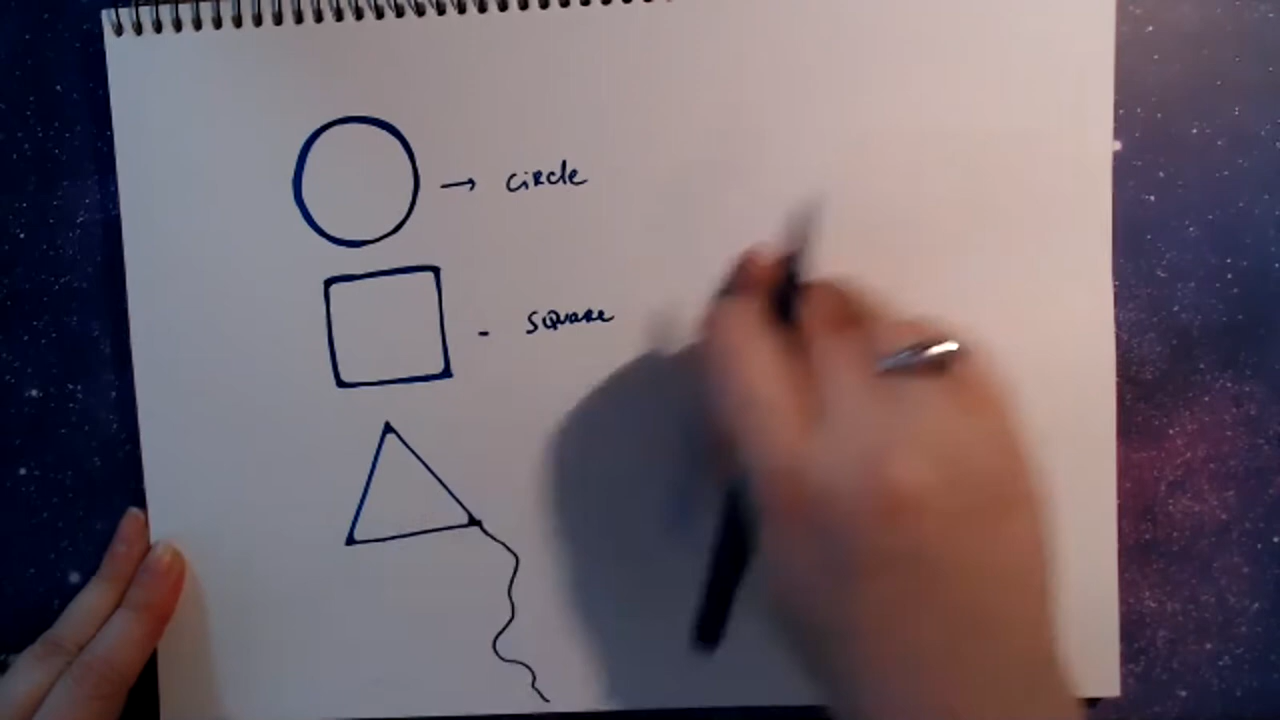 → circle
- square